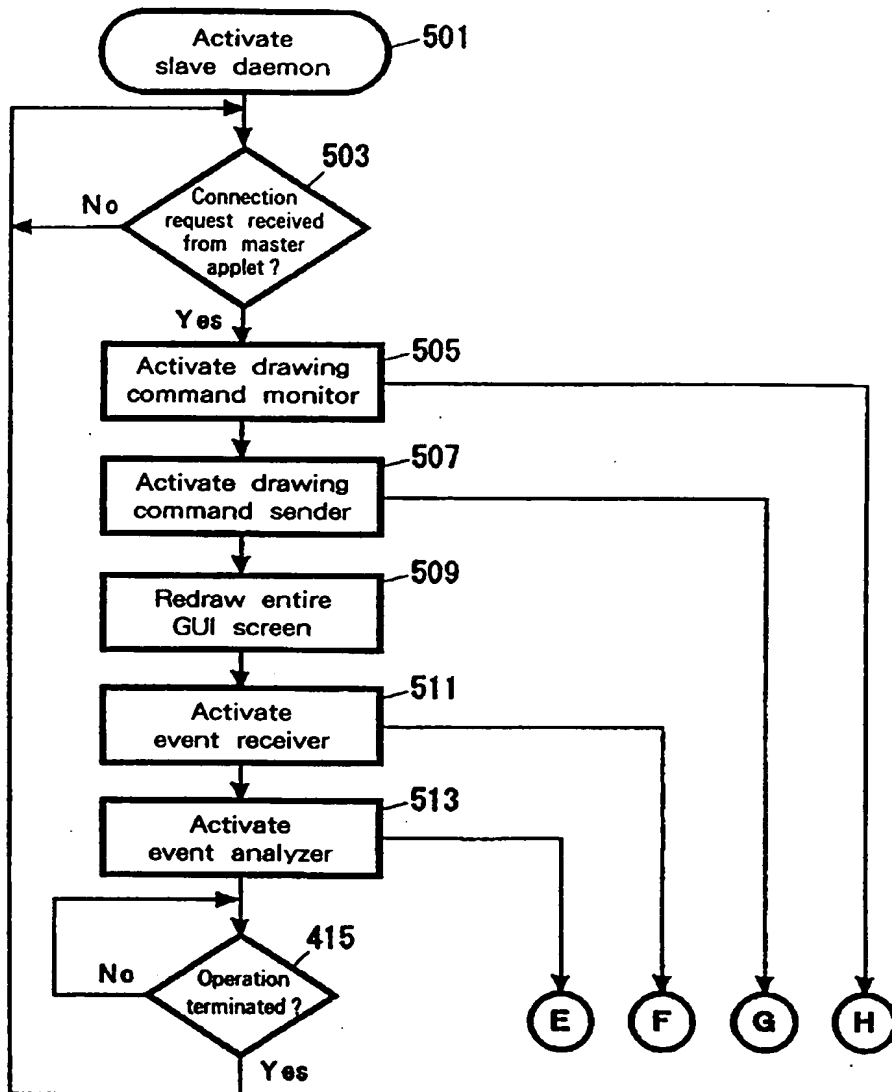 Activate
slave daemon
501
503
Connection
request received
from master
applet ?
No
Yes
505
Activate drawing
command monitor
507
Activate drawing
command sender
509
Redraw entire
GUI screen
511
Activate
event receiver
513
Activate
event analyzer
415
Operation
terminated ?
No
Yes
E
F
G
H